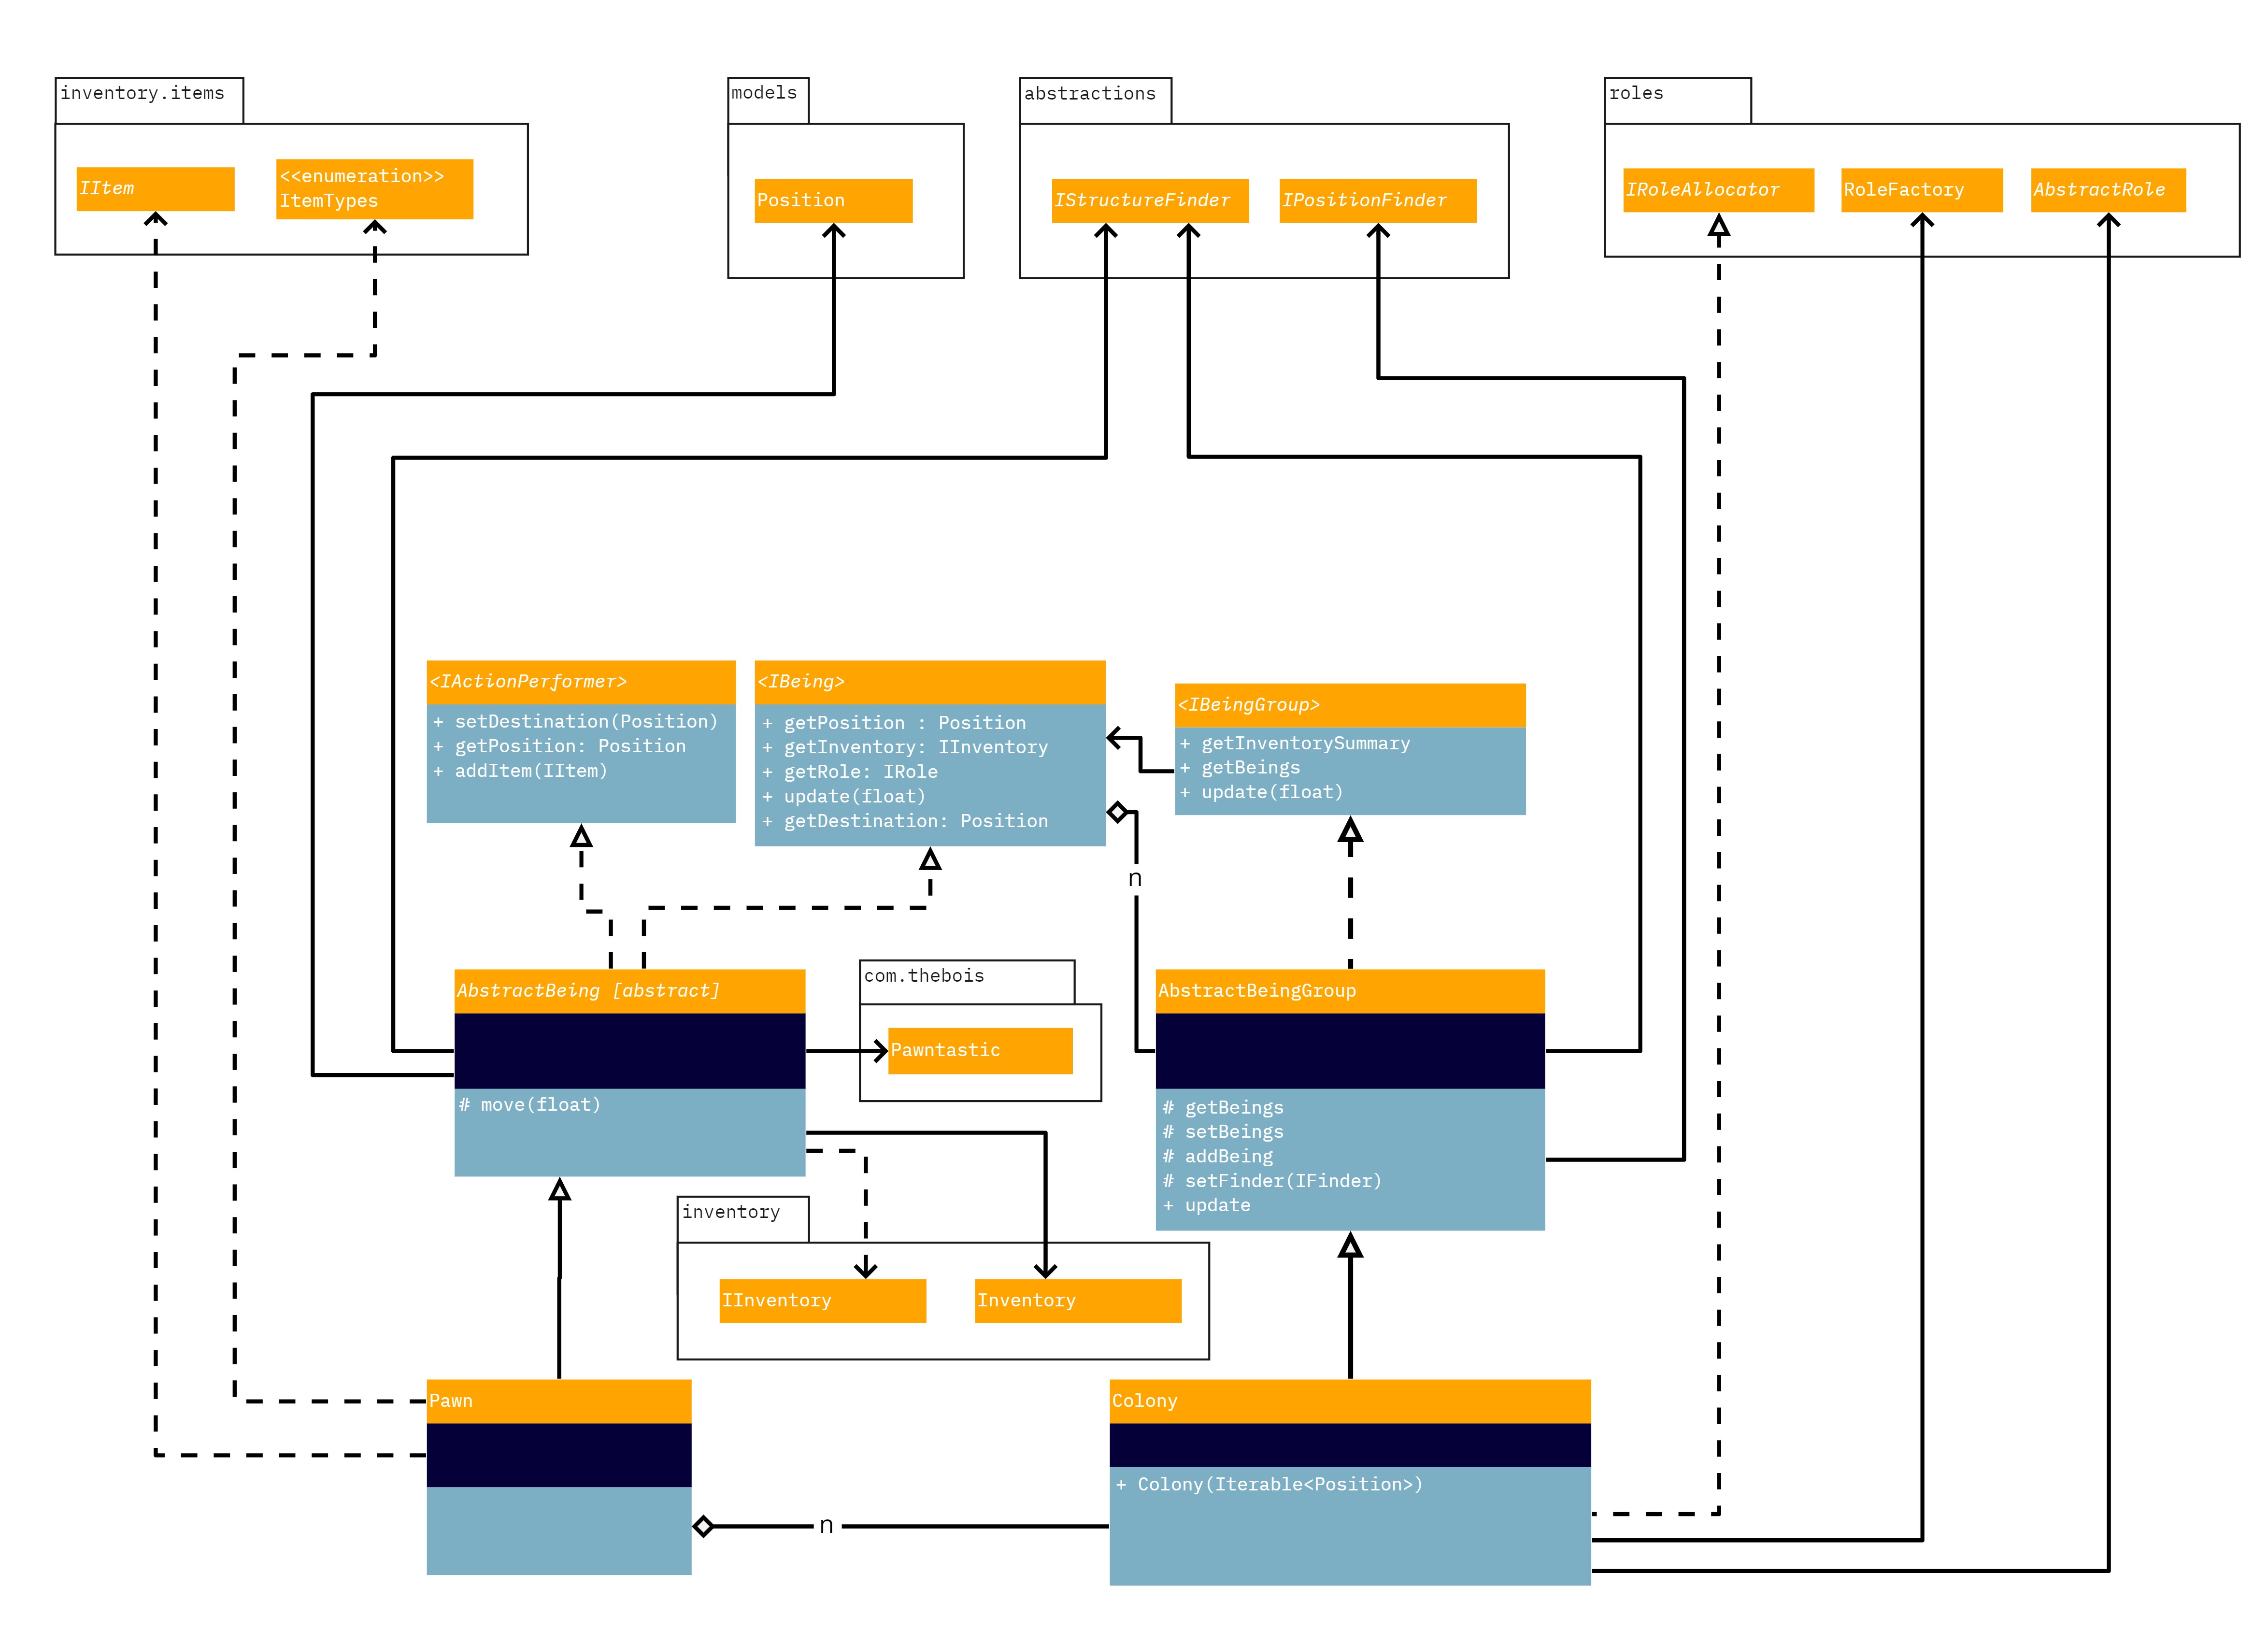 inventory.items
IItem
<<enumeration>>
ItemTypes
models
Position
abstractions
IStructureFinder
IPositionFinder
roles
IRoleAllocator
RoleFactory
AbstractRole
<IActionPerformer>
+ setDestination(Position)
+ getPosition: Position
+ addItem(IItem)
<IBeing>
+ getPosition : Position
+ getInventory: IInventory
+ getRole: IRole
+ update(float)
+ getDestination: Position
<IBeingGroup>
+ getInventorySummary
+ getBeings
+ update(float)
n
AbstractBeing [abstract]
# move(float)
com.thebois
Pawntastic
AbstractBeingGroup
# getBeings
# setBeings
# addBeing
# setFinder(IFinder)
+ update
inventory
IInventory
Inventory
Pawn
n
Colony
+ Colony(Iterable<Position>)